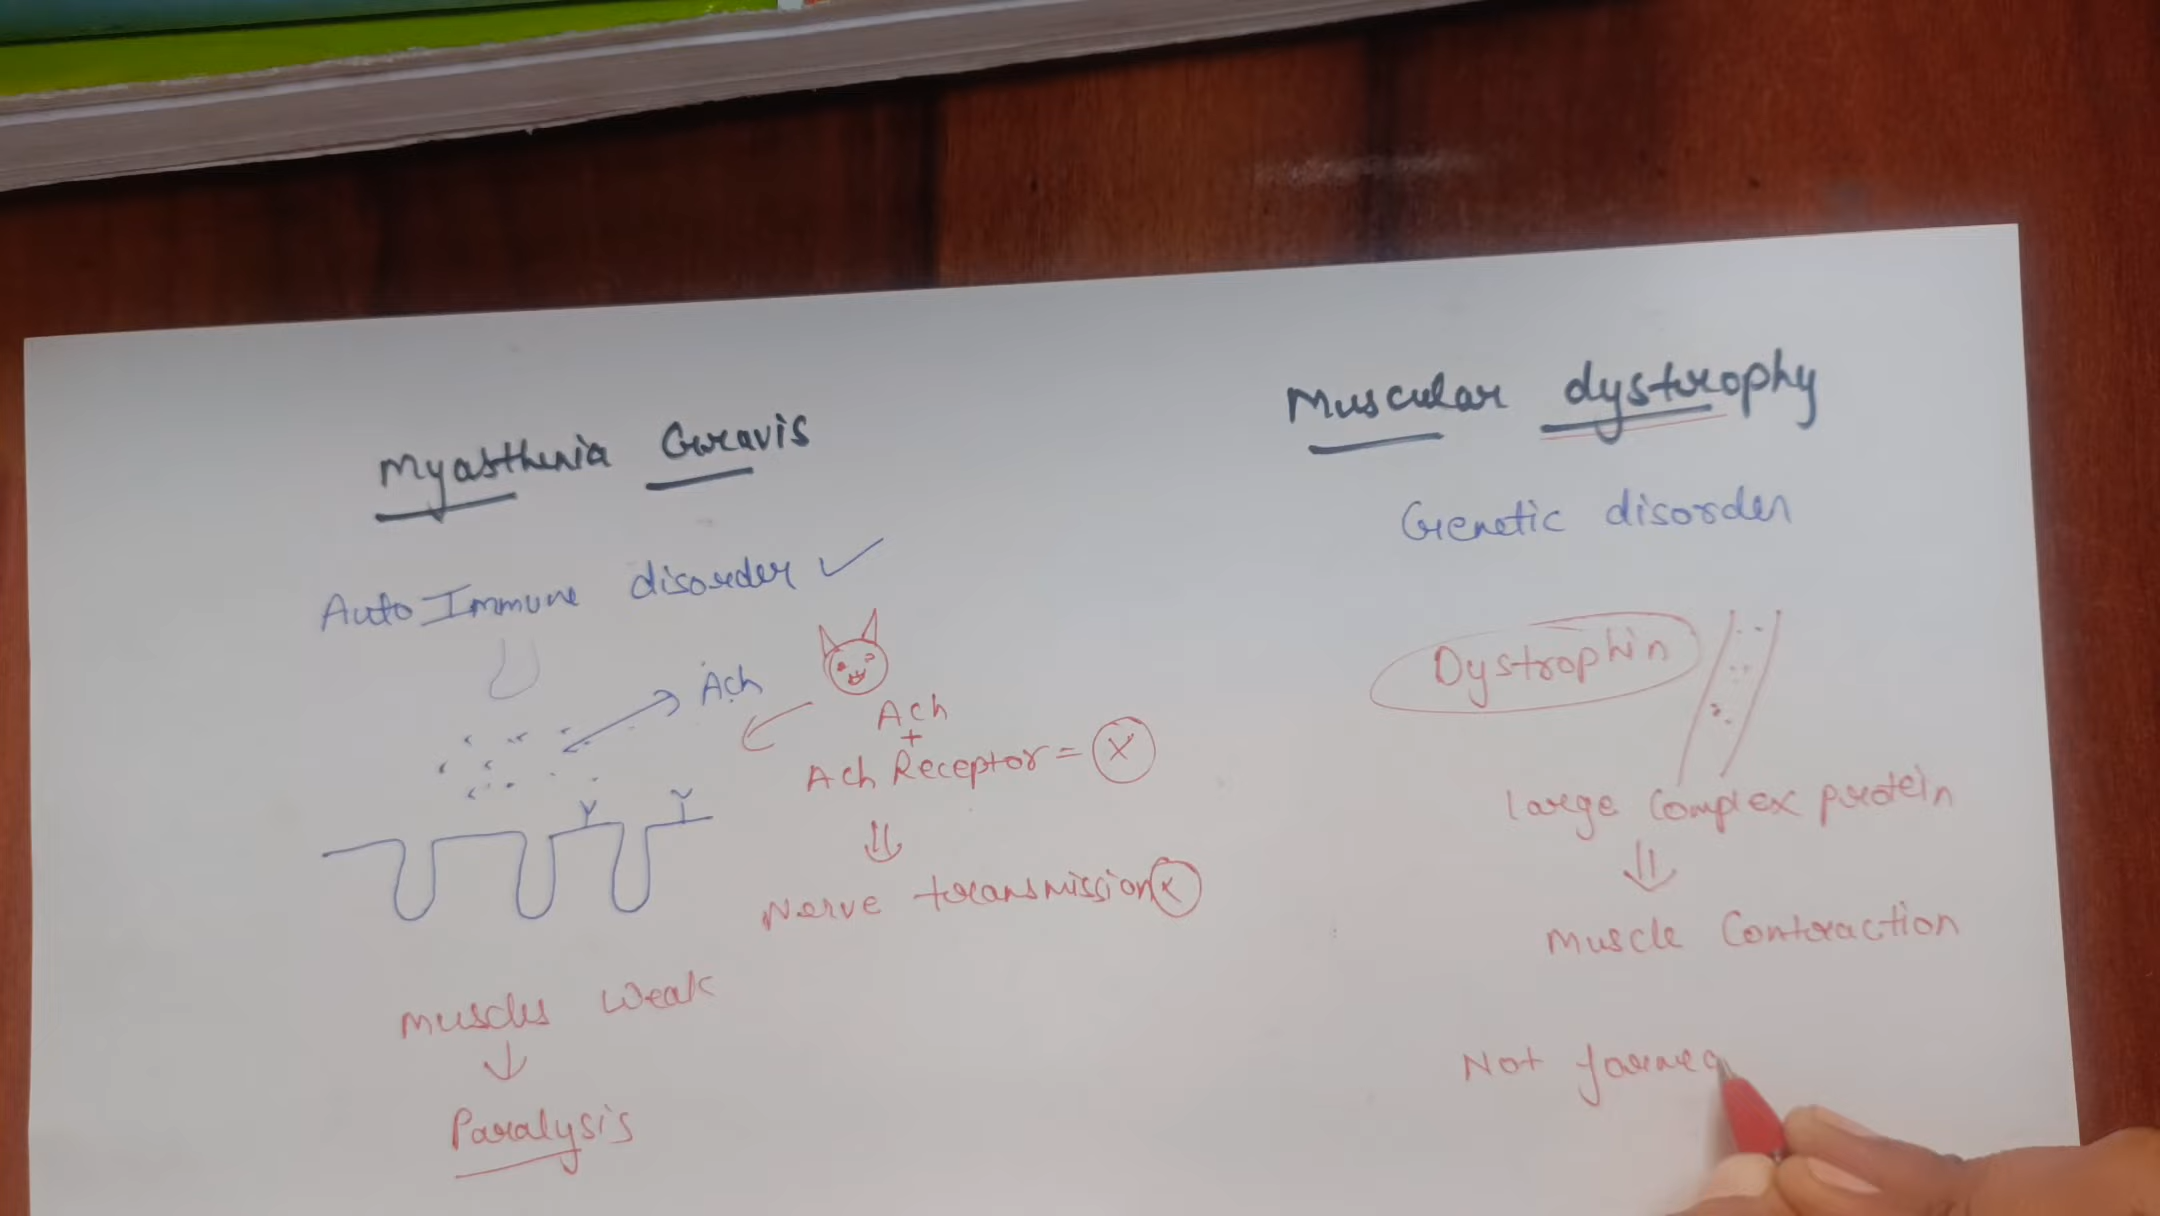 Myasthenia Gravis
Auto Immune disorder
Ach
Ach
+
Ach Receptor = X
Nerve transmission X
Muscles weak
Paralysis
Muscular dystrophy
Genetic disorder
Dystrophin
Large Complex protein
Muscle Contraction
Not formed